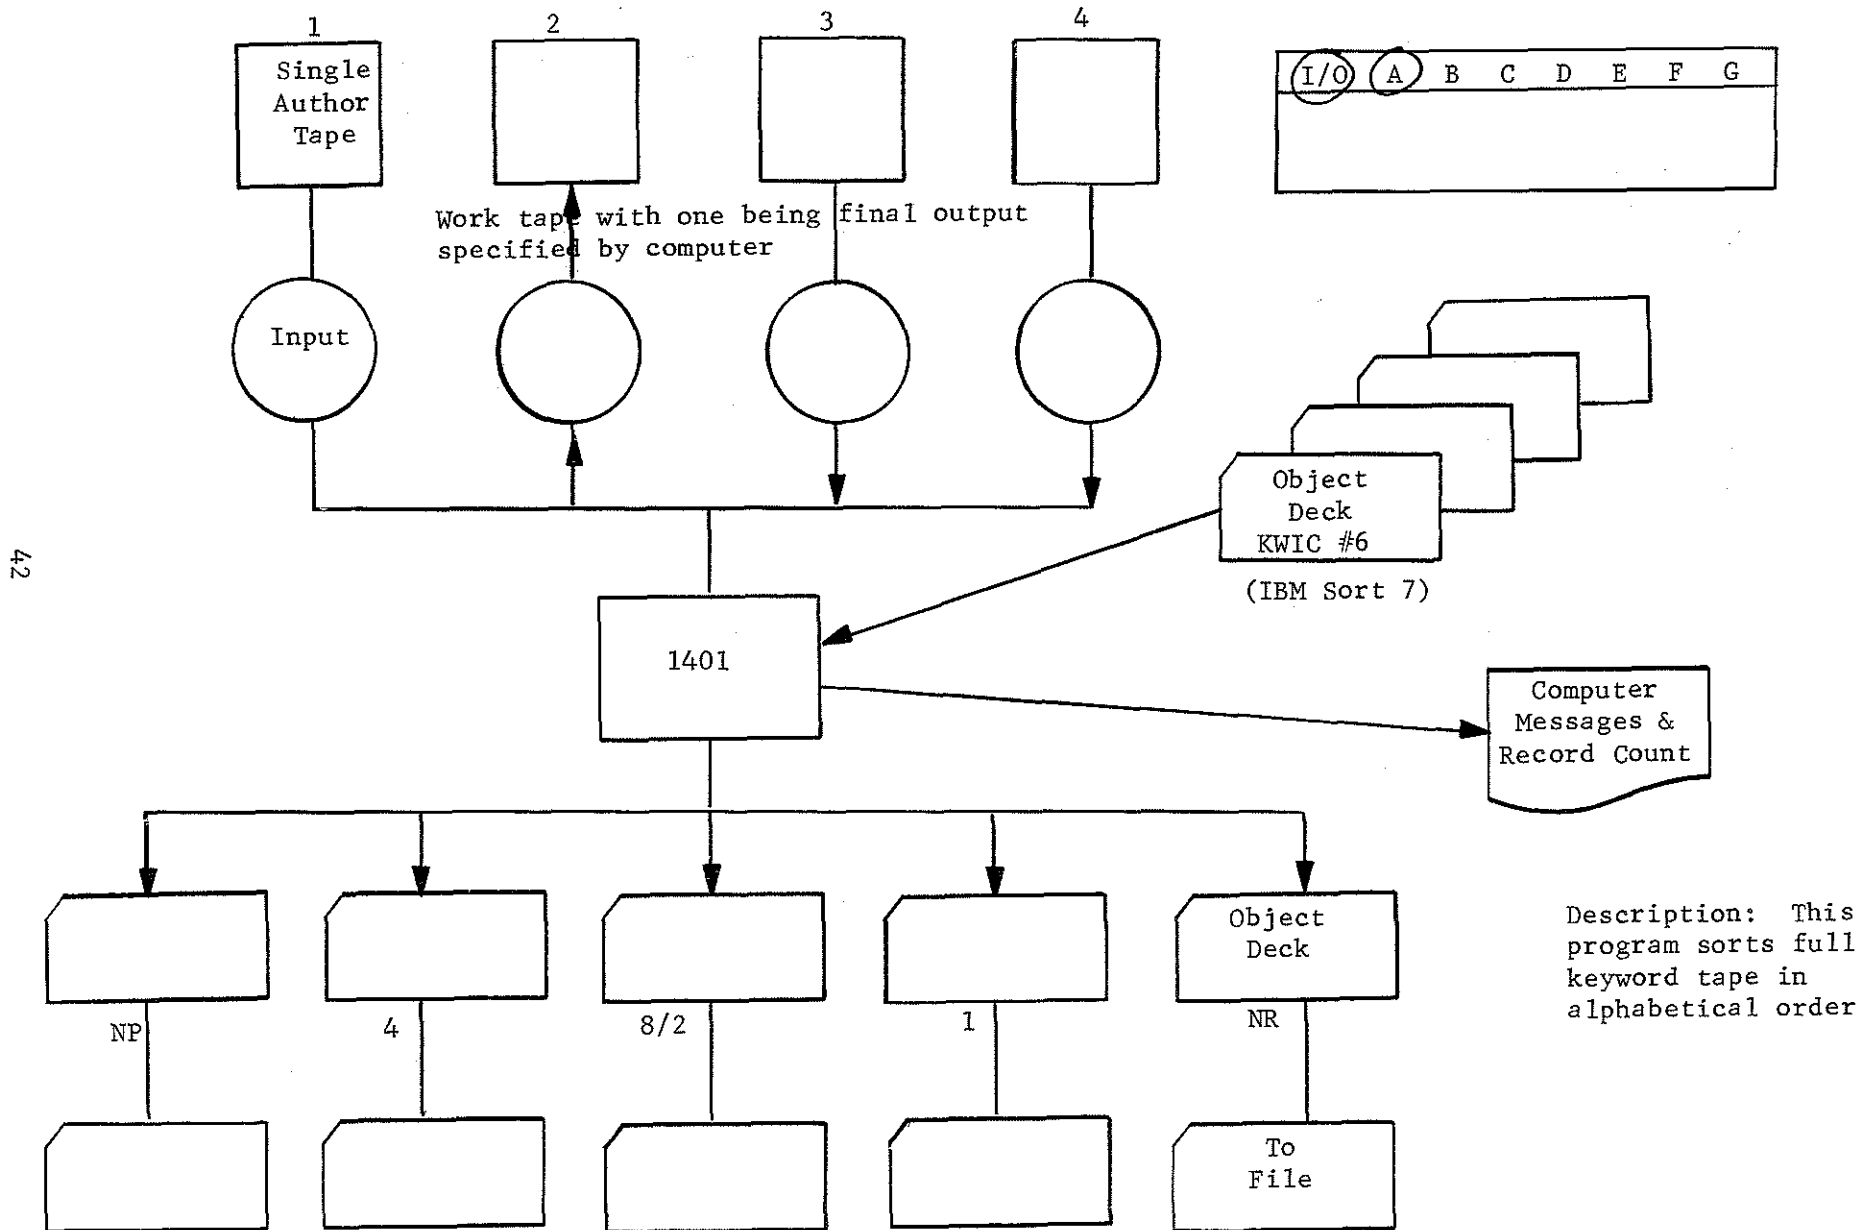 1 2 3 4
Single
Author
Tape
I/O A B C D E F G
Work tape with one being final output
specified by computer
Input
Object
Deck
KWIC #6
(IBM Sort 7)
42
1401
Computer
Messages &
Record Count
Object
Deck
Description: This
program sorts full
keyword tape in
alphabetical order
NP 4 8/2 1 NR
To
File